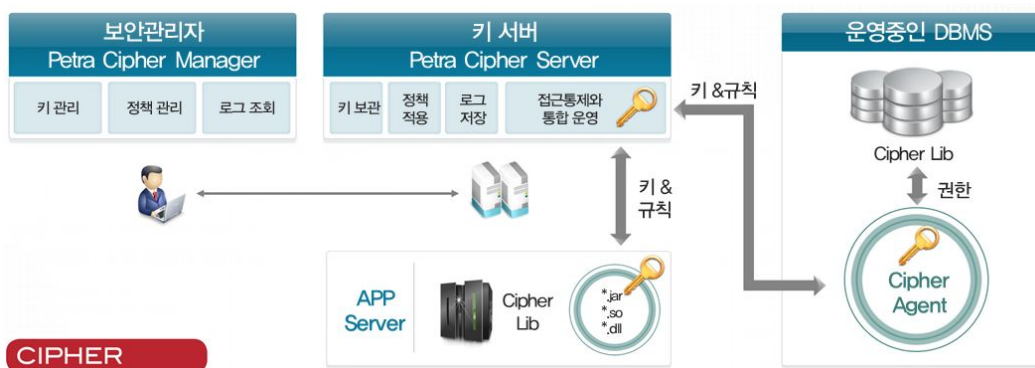 보안관리자
Petra Cipher Manager
키 관리
정책 관리
로그 조회
키 서버
Petra Cipher Server
키 보관
정책
적용
로그
저장
접근통제와
통합 운영
키 &규칙
운영중인 DBMS
Cipher Lib
권한
Cipher
Agent
키 &
규칙
APP
Server
Cipher
Lib
*.jar
*.so
*.dll
CIPHER